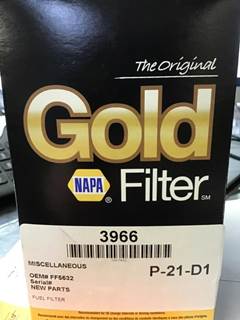 The Original
Gold
NAPA® Filter SM
3966
MISCELLANEOUS
P-21-D1
OEM# FF5632
Serial#
NEW PARTS
FUEL FILTER